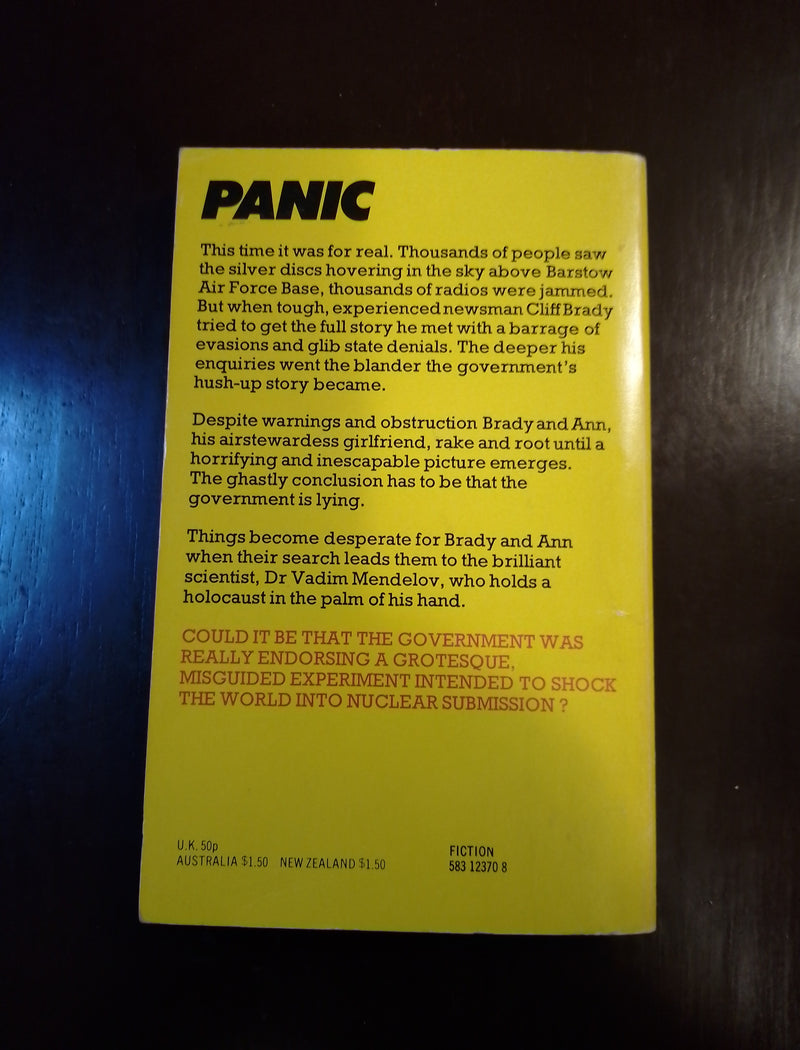 PANIC
This time it was for real. Thousands of people saw
the silver discs hovering in the sky above Barstow
Air Force Base, thousands of radios were jammed.
But when tough, experienced newsman Cliff Brady
tried to get the full story he met with a barrage of
evasions and glib state denials. The deeper his
enquiries went the blander the government's
hush-up story became.
Despite warnings and obstruction Brady and Ann,
his airstewardess girlfriend, rake and root until a
horrifying and inescapable picture emerges.
The ghastly conclusion has to be that the
government is lying.
Things become desperate for Brady and Ann
when their search leads them to the brilliant
scientist, Dr Vadim Mendelov, who holds a
holocaust in the palm of his hand.
COULD IT BE THAT THE GOVERNMENT WAS
REALLY ENDORSING A GROTESQUE,
MISGUIDED EXPERIMENT INTENDED TO SHOCK
THE WORLD INTO NUCLEAR SUBMISSION ?
U.K. 50p
AUSTRALIA $1.50 NEW ZEALAND $1.50
FICTION
583 12370 8